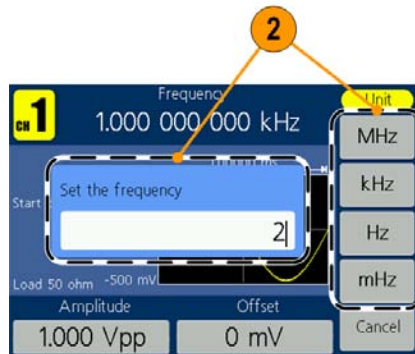 2
Frequency
Unit
CH 1
1.000 000 000 kHz
MHz
Set the frequency
kHz
Start
2
Hz
Load 50 ohm -500 mV
mHz
Amplitude
Offset
Cancel
1.000 Vpp
0 mV